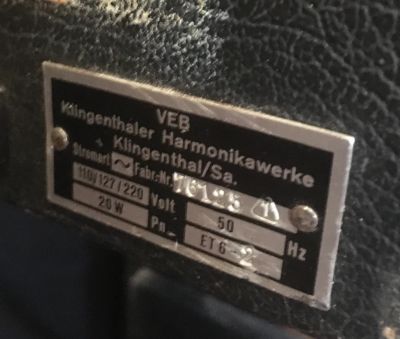 VEB
Klingenthaler Harmonikawerke
Klingenthal/Sa.
Stromart ~ Fabr.-Nr.
110/127/220 Volt 50 Hz
20 W Pn ET 6-2